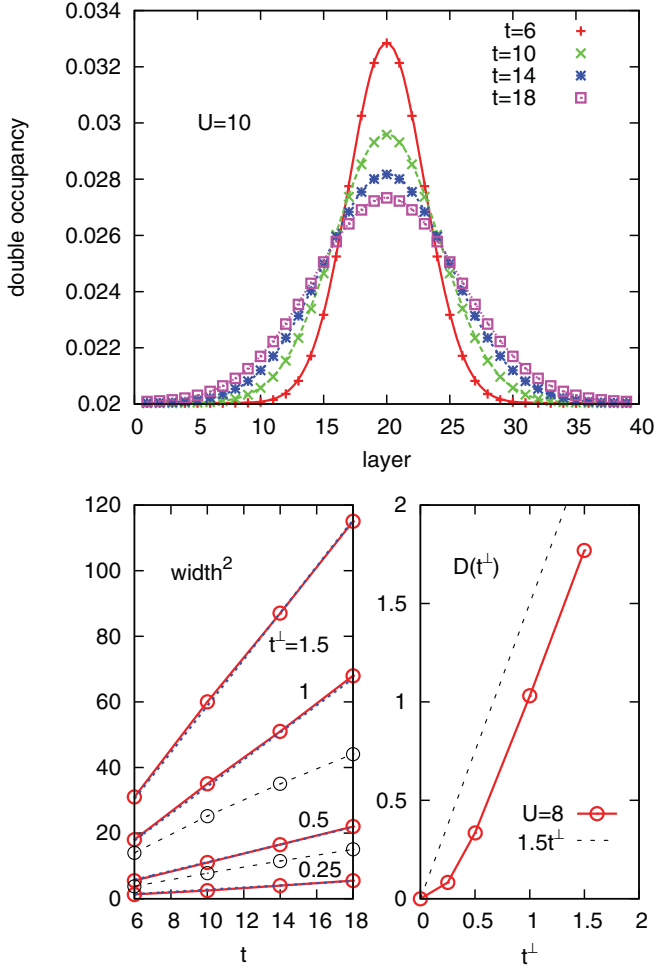 0.034
0.032
0.03
0.028
0.026
0.024
0.022
0.02
double occupancy
U=10
t=6
t=10
t=14
t=18
0 5 10 15 20 25 30 35 40
layer
120
100
80
60
40
20
0
width²
t⊥=1.5
1
0.5
0.25
6 8 10 12 14 16 18
t
2
1.5
1
0.5
0
D(t⊥)
U=8
1.5t⊥
0 0.5 1 1.5 2
t⊥